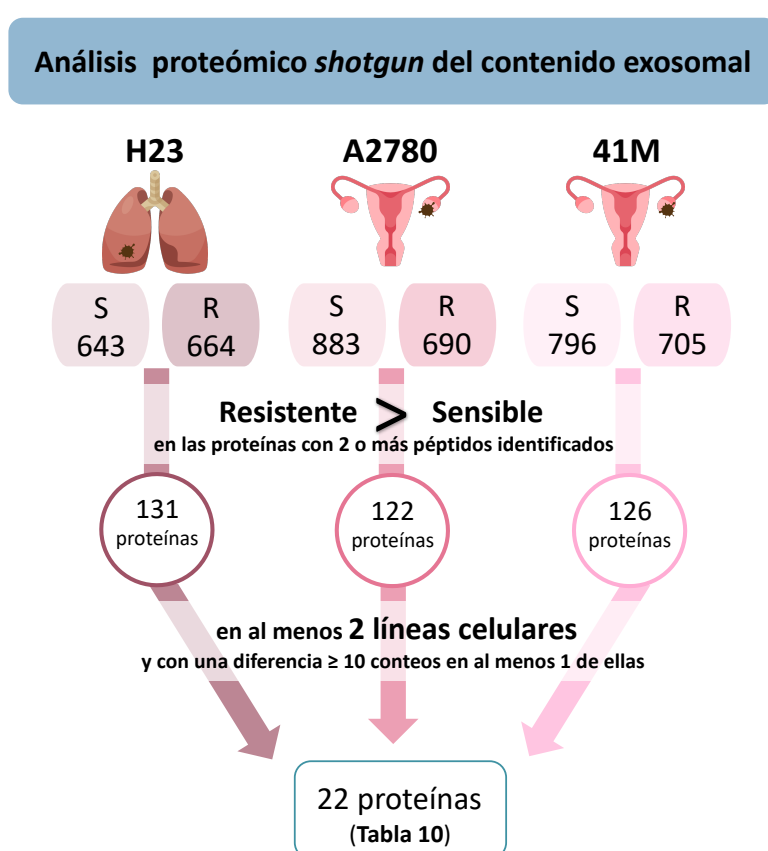 Análisis proteómico shotgun del contenido exosomal
H23
A2780
41M
S
643
R
664
S
883
R
690
S
796
R
705
Resistente > Sensible
en las proteínas con 2 o más péptidos identificados
131
proteínas
122
proteínas
126
proteínas
en al menos 2 líneas celulares
y con una diferencia ≥ 10 conteos en al menos 1 de ellas
22 proteínas
(Tabla 10)